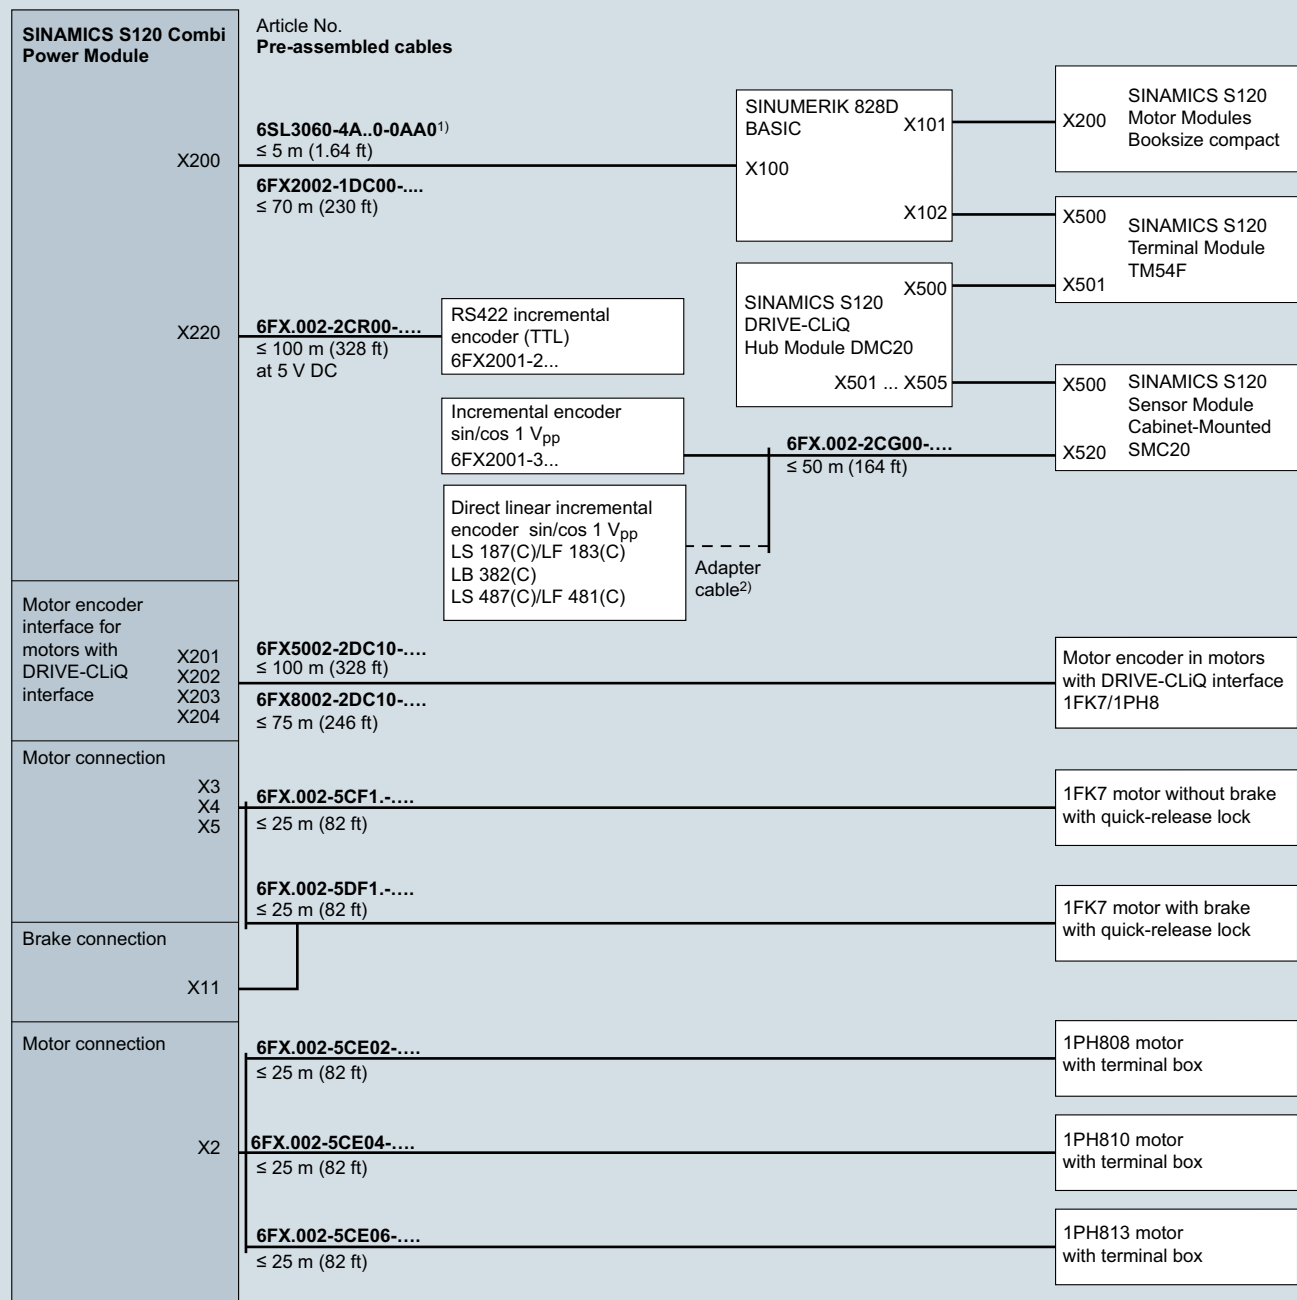 SINAMICS S120 Combi
Power Module
Article No.
Pre-assembled cables
X200
6SL3060-4A..0-0AA01)
≤ 5 m (1.64 ft)
6FX2002-1DC00-....
≤ 70 m (230 ft)
SINUMERIK 828D
BASIC
X101
X100
X102
X200
SINAMICS S120
Motor Modules
Booksize compact
X500
SINAMICS S120
Terminal Module
TM54F
X501
X220
6FX.002-2CR00-....
≤ 100 m (328 ft)
at 5 V DC
RS422 incremental
encoder (TTL)
6FX2001-2...
X500
SINAMICS S120
DRIVE-CLiQ
Hub Module DMC20
X501 ... X505
X500
SINAMICS S120
Sensor Module
Cabinet-Mounted
SMC20
X520
Incremental encoder
sin/cos 1 Vpp
6FX2001-3...
6FX.002-2CG00-....
≤ 50 m (164 ft)
Direct linear incremental
encoder sin/cos 1 Vpp
LS 187(C)/LF 183(C)
LB 382(C)
LS 487(C)/LF 481(C)
Adapter
cable2)
Motor encoder
interface for
motors with
DRIVE-CLiQ
interface
X201
X202
X203
X204
6FX5002-2DC10-....
≤ 100 m (328 ft)
6FX8002-2DC10-....
≤ 75 m (246 ft)
Motor encoder in motors
with DRIVE-CLiQ interface
1FK7/1PH8
Motor connection
X3
X4
X5
6FX.002-5CF1.-....
≤ 25 m (82 ft)
1FK7 motor without brake
with quick-release lock
6FX.002-5DF1.-....
≤ 25 m (82 ft)
1FK7 motor with brake
with quick-release lock
Brake connection
X11
Motor connection
X2
6FX.002-5CE02-....
≤ 25 m (82 ft)
1PH808 motor
with terminal box
6FX.002-5CE04-....
≤ 25 m (82 ft)
1PH810 motor
with terminal box
6FX.002-5CE06-....
≤ 25 m (82 ft)
1PH813 motor
with terminal box